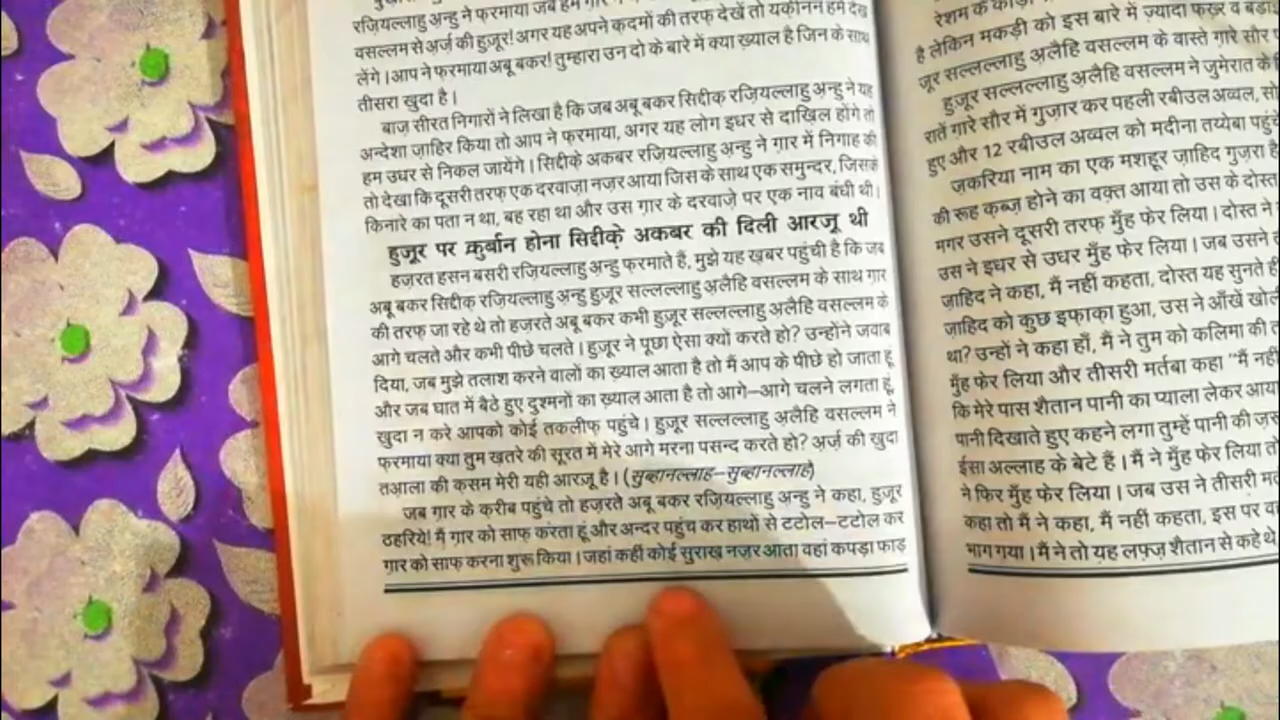 रज़ियल्लाहु अन्हु ने फ़रमाया जब हम ग़ार
वसल्लम से अ़र्ज़ की हुज़ूर! अगर यह अपने क़दमों की तरफ़ देखें तो यक़ीनन हमें देख
लेंगे। आप ने फ़रमाया अबू बकर! तुम्हारा उन दो के बारे में क्या ख़्याल है जिन के साथ
तीसरा ख़ुदा है।
बाज़ सीरत निगारों ने लिखा है कि जब अबू बकर सिद्दीक़ रज़ियल्लाहु अ़न्हु ने यह
अन्देशा ज़ाहिर किया तो आप ने फ़रमाया, अगर यह लोग इधर से दाख़िल होंगे तो
हम उधर से निकल जायेंगे। सिद्दीक़े अकबर रज़ियल्लाहु अ़न्हु ने ग़ार में निगाह की
तो देखा कि दूसरी तरफ़ एक दरवाज़ा नज़र आया जिस के साथ एक समुन्दर, जिसके
किनारे का पता न था, बह रहा था और उस ग़ार के दरवाज़े पर एक नाव बंधी थी।
हुज़ूर पर क़ुर्बान होना सिद्दीक़े अकबर की दिली आरज़ू थी
हज़रत हसन बसरी रज़ियल्लाहु अ़न्हु फ़रमाते हैं, मुझे यह ख़बर पहुंची है कि जब
अबू बकर सिद्दीक़ रज़ियल्लाहु अ़न्हु हुज़ूर सल्लल्लाहु अ़लैहि वसल्लम के साथ ग़ार
की तरफ़ जा रहे थे तो हज़रते अबू बकर कभी हुज़ूर सल्लल्लाहु अ़लैहि वसल्लम के
आगे चलते और कभी पीछे चलते। हुज़ूर ने पूछा ऐसा क्यों करते हो? उन्होंने जवाब
दिया, जब मुझे तलाश करने वालों का ख़्याल आता है तो मैं आप के पीछे हो जाता हूं
और जब घात में बैठे हुए दुश्मनों का ख़्याल आता है तो आगे–आगे चलने लगता हूं,
ख़ुदा न करे आपको कोई तकलीफ़ पहुंचे। हुज़ूर सल्लल्लाहु अ़लैहि वसल्लम ने
फ़रमाया क्या तुम ख़तरे की सूरत में मेरे आगे मरना पसन्द करते हो? अ़र्ज़ की ख़ुदा
तआ़ला की क़सम मेरी यही आरज़ू है। (सुब्हानल्लाह–सुब्हानल्लाह)
जब ग़ार के क़रीब पहुंचे तो हज़रते अबू बकर रज़ियल्लाहु अ़न्हु ने कहा, हुज़ूर
ठहरिये! मैं ग़ार को साफ़ करता हूं और अन्दर पहुंच कर हाथों से टटोल–टटोल कर
ग़ार को साफ़ करना शुरू किया। जहां कहीं कोई सुराख़ नज़र आता वहां कपड़ा फाड़
रेशम के कीड़ों
है लेकिन मकड़ी को इस बारे में ज़्यादा फ़ख़्र व
जूर सल्लल्लाहु अ़लैहि वसल्लम के वास्ते ग़ारे सौर
हुज़ूर सल्लल्लाहु अ़लैहि वसल्लम ने जुमेरात के
रातें ग़ारे सौर में गुज़ार कर पहली रबीउल अव्वल,
हुए और 12 रबीउल अव्वल को मदीना तय्येबा
ज़करिया नाम का एक मशहूर ज़ाहिद गुज़रा है
की रूह क़ब्ज़ होने का वक़्त आया तो उस के दोस्त
मगर उसने दूसरी तरफ़ मुँह फेर लिया। दोस्त ने
उस ने इधर से उधर मुँह फेर लिया। जब उसने
ज़ाहिद ने कहा, मैं नहीं कहता, दोस्त यह सुनते ही
ज़ाहिद को कुछ इफ़ाक़ा हुआ, उस ने आँखें
था? उन्हों ने कहा हाँ, मैं ने तुम को कलिमा की
मुँह फेर लिया और तीसरी मर्तबा कहा "मैं नहीं
कि मेरे पास शैतान पानी का प्याला लेकर आया
पानी दिखाते हुए कहने लगा तुम्हें पानी की
ईसा अल्लाह के बेटे हैं। मैं ने मुँह फेर लिया
ने फिर मुँह फेर लिया। जब उस ने तीसरी
कहा तो मैं ने कहा, मैं नहीं कहता, इस पर
भाग गया। मैं ने तो यह लफ़्ज़ शैतान से कहे थे